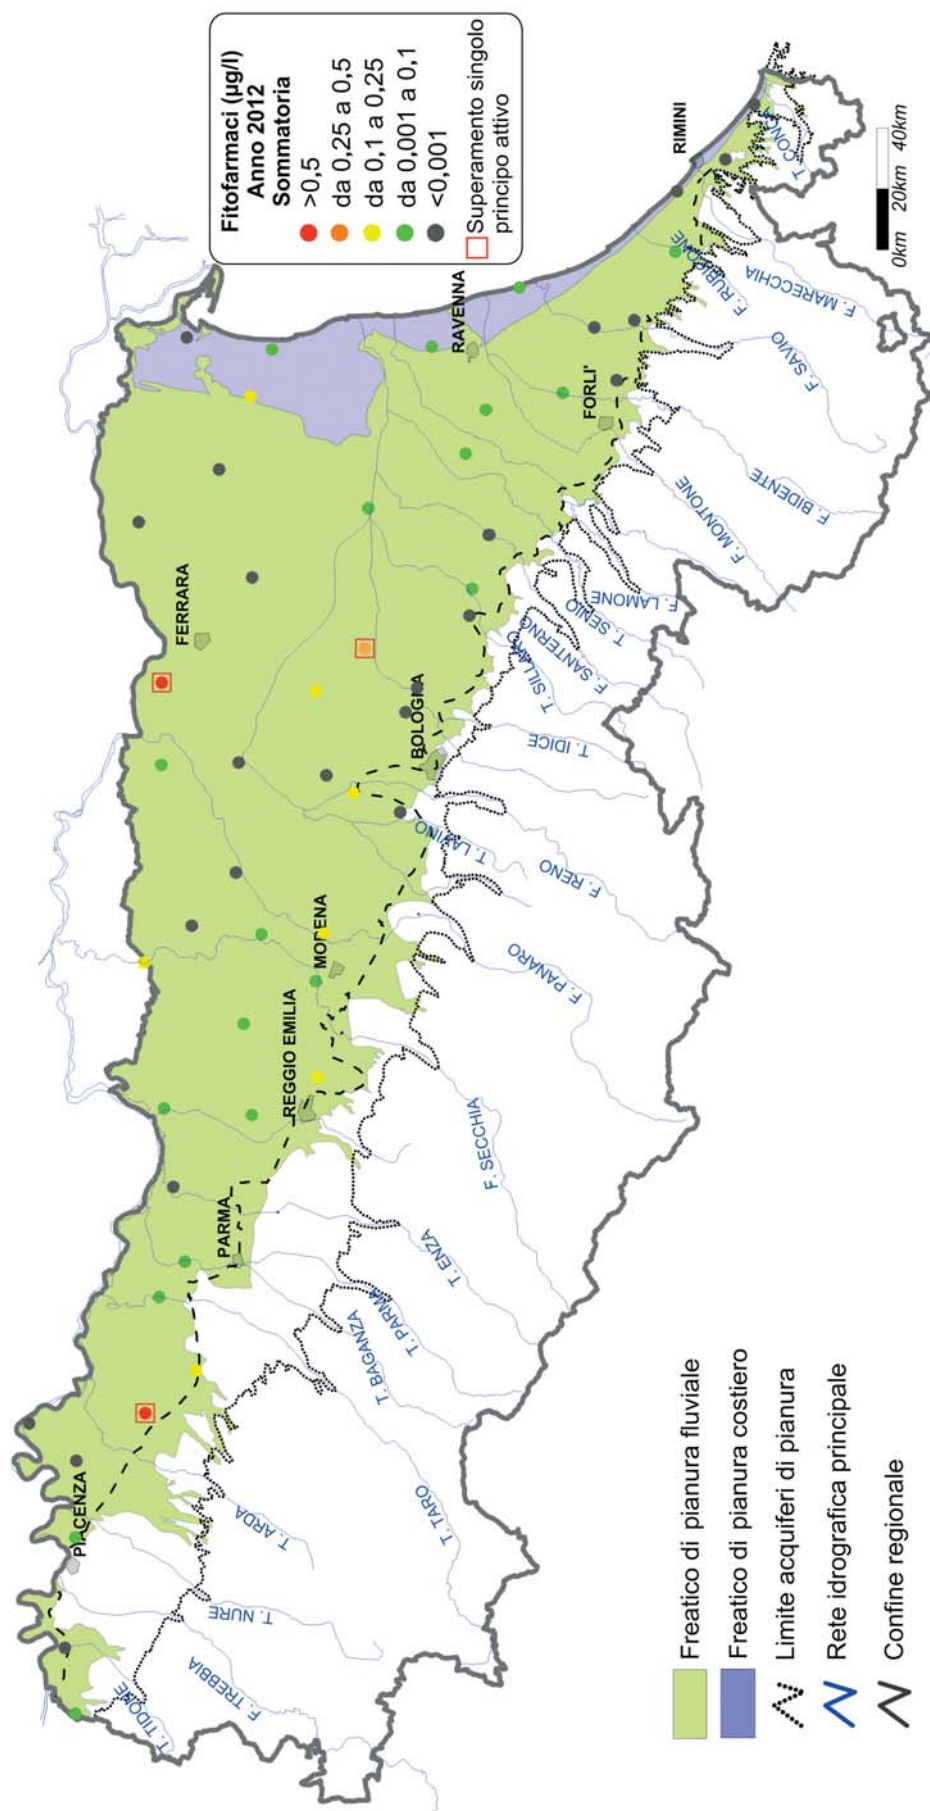 Fitofarmaci (µg/l)
Anno 2012
Sommatoria
>0,5
da 0,25 a 0,5
da 0,1 a 0,25
da 0,001 a 0,1
<0,001
Superamento singolo
principo attivo
PIACENZA
PARMA
REGGIO EMILIA
MODENA
BOLOGNA
FERRARA
RAVENNA
FORLI'
RIMINI
T. TIDONE
F. TREBBIA
T. NURE
T. ARDA
T. TARO
T. BAGANZA
T. PARMA
T. ENZA
F. SECCHIA
F. PANARO
T. LAVINO
F. RENO
T. IDICE
T. SILLARO
F. SANTERNO
T. SENIO
F. LAMONE
F. MONTONE
F. BIDENTE
F. SAVIO
F. RUBICONE
F. MARECCHIA
T. CONCA
0km 20km 40km
Freatico di pianura fluviale
Freatico di pianura costiero
Limite acquiferi di pianura
Rete idrografica principale
Confine regionale